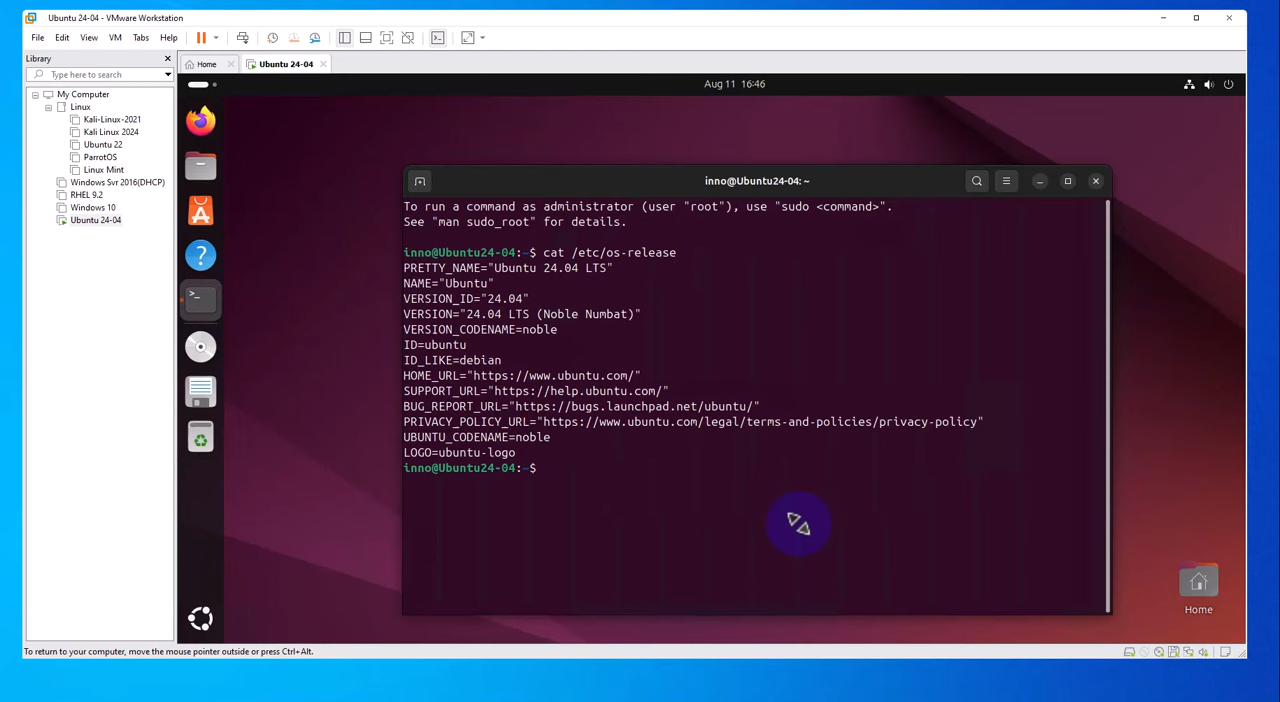 Ubuntu 24-04 - VMware Workstation
File Edit View VM Tabs Help
Library
Type here to search
My Computer
Linux
Kali-Linux-2021
Kali Linux 2024
Ubuntu 22
ParrotOS
Linux Mint
Windows Svr 2016(DHCP)
RHEL 9.2
Windows 10
Ubuntu 24-04
Home
Ubuntu 24-04
Aug 11 16:46
inno@Ubuntu24-04: ~
To run a command as administrator (user "root"), use "sudo <command>".
See "man sudo_root" for details.
inno@Ubuntu24-04:~$ cat /etc/os-release
PRETTY_NAME="Ubuntu 24.04 LTS"
NAME="Ubuntu"
VERSION_ID="24.04"
VERSION="24.04 LTS (Noble Numbat)"
VERSION_CODENAME=noble
ID=ubuntu
ID_LIKE=debian
HOME_URL="https://www.ubuntu.com/"
SUPPORT_URL="https://help.ubuntu.com/"
BUG_REPORT_URL="https://bugs.launchpad.net/ubuntu/"
PRIVACY_POLICY_URL="https://www.ubuntu.com/legal/terms-and-policies/privacy-policy"
UBUNTU_CODENAME=noble
LOGO=ubuntu-logo
inno@Ubuntu24-04:~$
Home
To return to your computer, move the mouse pointer outside or press Ctrl+Alt.